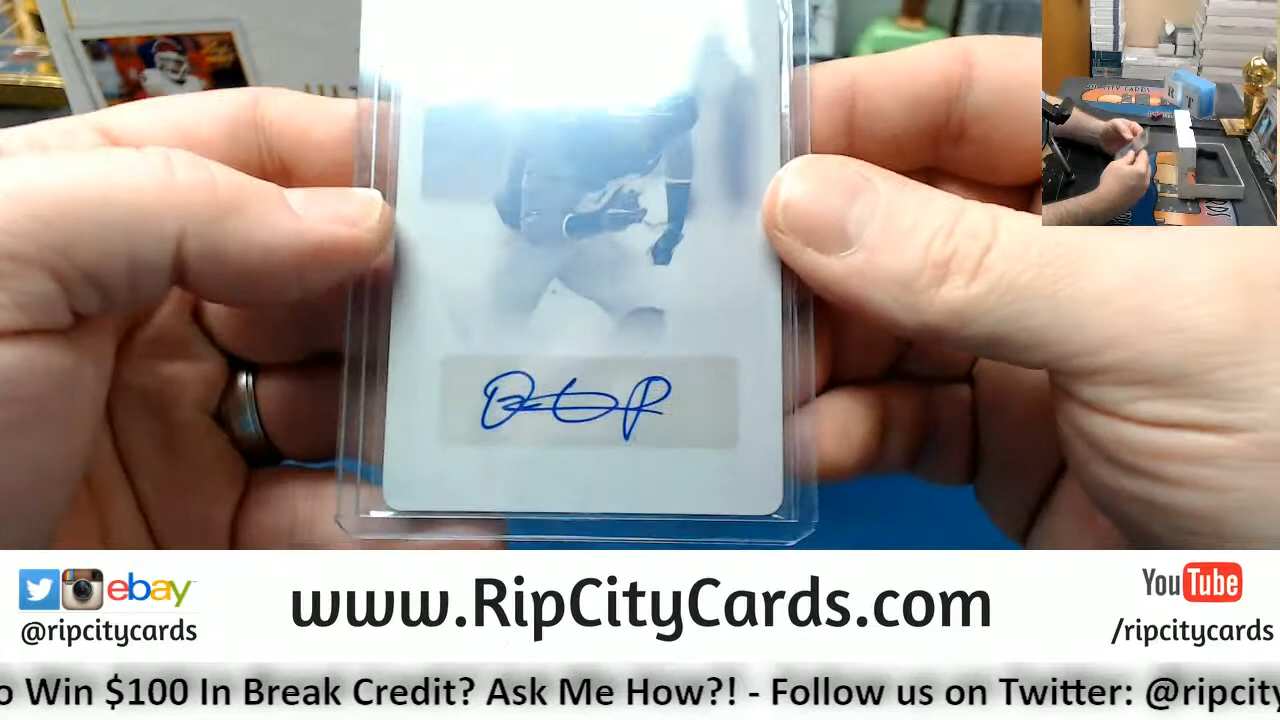 ebay
@ripcitycards
www.RipCityCards.com
YouTube
/ripcitycards
o Win $100 In Break Credit? Ask Me How?! - Follow us on Twitter: @ripcity